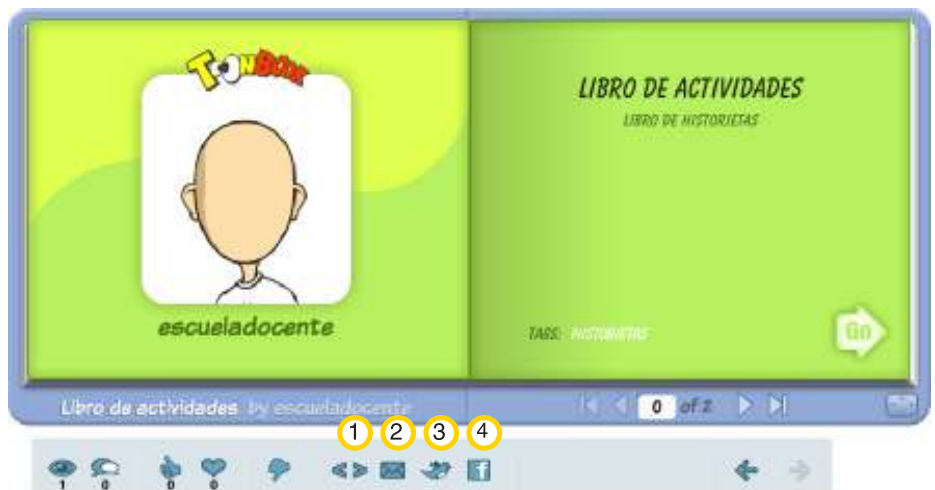 TOONBOOK
LIBRO DE ACTIVIDADES
LIBRO DE HISTORIETAS
escueladocente
TAGS: HISTORIETAS
Go
Libro de actividades by escueladocente
0 of 2
1 2 3 4
1 0 0 0
f